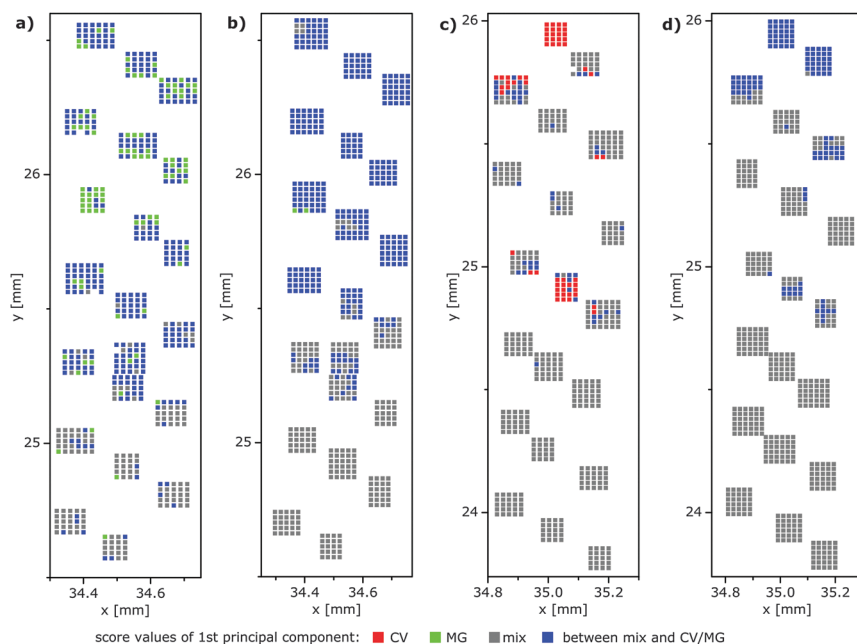 a) b) c) d)
26
26
26
25
25
25
24
24
y [mm] y [mm] y [mm] y [mm]
34.4 34.6 34.4 34.6 34.8 35.0 35.2 34.8 35.0 35.2
x [mm] x [mm] x [mm] x [mm]
score values of 1st principal component: CV MG mix between mix and CV/MG